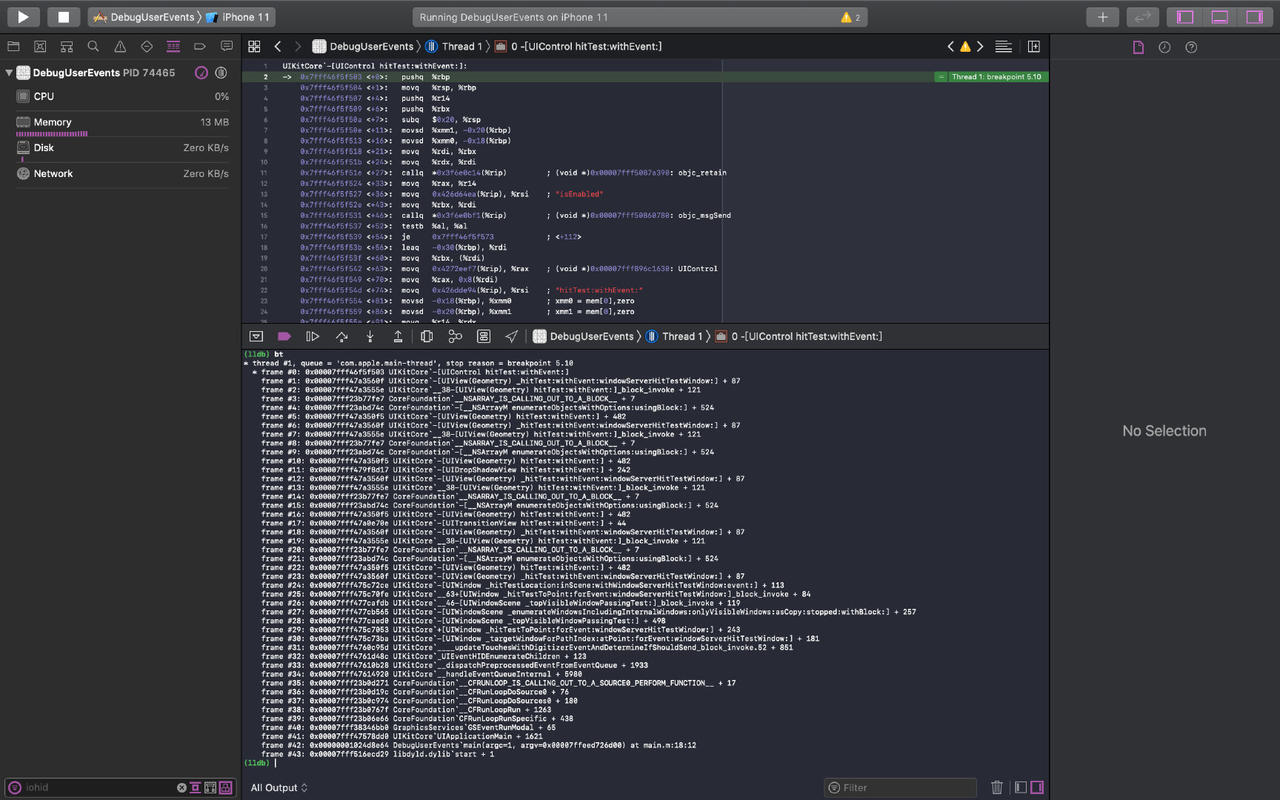 DebugUserEvents
iPhone 11
Running DebugUserEvents on iPhone 11
2
DebugUserEvents
Thread 1
0 -[UIControl hitTest:withEvent:]
DebugUserEvents PID 74465
CPU
0%
Memory
13 MB
Disk
Zero KB/s
Network
Zero KB/s
1 UIKitCore`-[UIControl hitTest:withEvent:]:
2 -> 0x7fff46f5f503 <+0>: pushq %rbp
= Thread 1: breakpoint 5.10
3 0x7fff46f5f504 <+1>: movq %rsp, %rbp
4 0x7fff46f5f507 <+4>: pushq %r14
5 0x7fff46f5f509 <+6>: pushq %rbx
6 0x7fff46f5f50a <+7>: subq $0x20, %rsp
7 0x7fff46f5f50e <+11>: movsd %xmm1, -0x20(%rbp)
8 0x7fff46f5f513 <+16>: movsd %xmm0, -0x18(%rbp)
9 0x7fff46f5f518 <+21>: movq %rdi, %rbx
10 0x7fff46f5f51b <+24>: movq %rdx, %rdi
11 0x7fff46f5f51e <+27>: callq *0x3f6e0c14(%rip) ; (void *)0x00007fff5087a390: objc_retain
12 0x7fff46f5f524 <+33>: movq %rax, %r14
13 0x7fff46f5f527 <+36>: movq 0x426d64ea(%rip), %rsi ; "isEnabled"
14 0x7fff46f5f52e <+43>: movq %rbx, %rdi
15 0x7fff46f5f531 <+46>: callq *0x3f6e0bf1(%rip) ; (void *)0x00007fff50860780: objc_msgSend
16 0x7fff46f5f537 <+52>: testb %al, %al
17 0x7fff46f5f539 <+54>: je 0x7fff46f5f573 ; <+112>
18 0x7fff46f5f53b <+56>: leaq -0x30(%rbp), %rdi
19 0x7fff46f5f53f <+60>: movq %rbx, (%rdi)
20 0x7fff46f5f542 <+63>: movq 0x4272eef7(%rip), %rax ; (void *)0x00007fff896c1630: UIControl
21 0x7fff46f5f549 <+70>: movq %rax, 0x8(%rdi)
22 0x7fff46f5f54d <+74>: movq 0x426dde94(%rip), %rsi ; "hitTest:withEvent:"
23 0x7fff46f5f554 <+81>: movsd -0x18(%rbp), %xmm0 ; xmm0 = mem[0],zero
24 0x7fff46f5f559 <+86>: movsd -0x20(%rbp), %xmm1 ; xmm1 = mem[0],zero
DebugUserEvents
Thread 1
0 -[UIControl hitTest:withEvent:]
(lldb) bt
* thread #1, queue = 'com.apple.main-thread', stop reason = breakpoint 5.10
* frame #0: 0x00007fff46f5f503 UIKitCore`-[UIControl hitTest:withEvent:]
frame #1: 0x00007fff47a3560f UIKitCore`-[UIView(Geometry) _hitTest:withEvent:windowServerHitTestWindow:] + 87
frame #2: 0x00007fff47a3555e UIKitCore`__38-[UIView(Geometry) hitTest:withEvent:]_block_invoke + 121
frame #3: 0x00007fff23b77fe7 CoreFoundation`__NSARRAY_IS_CALLING_OUT_TO_A_BLOCK__ + 7
frame #4: 0x00007fff23abd74c CoreFoundation`-[__NSArrayM enumerateObjectsWithOptions:usingBlock:] + 524
frame #5: 0x00007fff47a350f5 UIKitCore`-[UIView(Geometry) hitTest:withEvent:] + 482
frame #6: 0x00007fff47a3560f UIKitCore`-[UIView(Geometry) _hitTest:withEvent:windowServerHitTestWindow:] + 87
frame #7: 0x00007fff47a3555e UIKitCore`__38-[UIView(Geometry) hitTest:withEvent:]_block_invoke + 121
frame #8: 0x00007fff23b77fe7 CoreFoundation`__NSARRAY_IS_CALLING_OUT_TO_A_BLOCK__ + 7
frame #9: 0x00007fff23abd74c CoreFoundation`-[__NSArrayM enumerateObjectsWithOptions:usingBlock:] + 524
frame #10: 0x00007fff47a350f5 UIKitCore`-[UIView(Geometry) hitTest:withEvent:] + 482
frame #11: 0x00007fff479f8d17 UIKitCore`-[UIDropShadowView hitTest:withEvent:] + 242
frame #12: 0x00007fff47a3560f UIKitCore`-[UIView(Geometry) _hitTest:withEvent:windowServerHitTestWindow:] + 87
frame #13: 0x00007fff47a3555e UIKitCore`__38-[UIView(Geometry) hitTest:withEvent:]_block_invoke + 121
frame #14: 0x00007fff23b77fe7 CoreFoundation`__NSARRAY_IS_CALLING_OUT_TO_A_BLOCK__ + 7
frame #15: 0x00007fff23abd74c CoreFoundation`-[__NSArrayM enumerateObjectsWithOptions:usingBlock:] + 524
frame #16: 0x00007fff47a350f5 UIKitCore`-[UIView(Geometry) hitTest:withEvent:] + 482
frame #17: 0x00007fff47a0e70e UIKitCore`-[UITransitionView hitTest:withEvent:] + 44
frame #18: 0x00007fff47a3560f UIKitCore`-[UIView(Geometry) _hitTest:withEvent:windowServerHitTestWindow:] + 87
frame #19: 0x00007fff47a3555e UIKitCore`__38-[UIView(Geometry) hitTest:withEvent:]_block_invoke + 121
frame #20: 0x00007fff23b77fe7 CoreFoundation`__NSARRAY_IS_CALLING_OUT_TO_A_BLOCK__ + 7
frame #21: 0x00007fff23abd74c CoreFoundation`-[__NSArrayM enumerateObjectsWithOptions:usingBlock:] + 524
frame #22: 0x00007fff47a350f5 UIKitCore`-[UIView(Geometry) hitTest:withEvent:] + 482
frame #23: 0x00007fff47a3560f UIKitCore`-[UIView(Geometry) _hitTest:withEvent:windowServerHitTestWindow:] + 87
frame #24: 0x00007fff475c72ce UIKitCore`-[UIWindow _hitTestLocation:inScene:withWindowServerHitTestWindow:event:] + 113
frame #25: 0x00007fff475c70fe UIKitCore`__63+[UIWindow _hitTestToPoint:forEvent:windowServerHitTestWindow:]_block_invoke + 84
frame #26: 0x00007fff477cafdb UIKitCore`__46-[UIWindowScene _topVisibleWindowPassingTest:]_block_invoke + 119
frame #27: 0x00007fff477cb565 UIKitCore`-[UIWindowScene _enumerateWindowsIncludingInternalWindows:onlyVisibleWindows:asCopy:stopped:withBlock:] + 257
frame #28: 0x00007fff477caed0 UIKitCore`-[UIWindowScene _topVisibleWindowPassingTest:] + 498
frame #29: 0x00007fff475c7053 UIKitCore`+[UIWindow _hitTestToPoint:forEvent:windowServerHitTestWindow:] + 243
frame #30: 0x00007fff475c73ba UIKitCore`-[UIWindow _targetWindowForPathIndex:atPoint:forEvent:windowServerHitTestWindow:] + 181
frame #31: 0x00007fff4760c95d UIKitCore`____updateTouchesWithDigitizerEventAndDetermineIfShouldSend_block_invoke.52 + 851
frame #32: 0x00007fff4761d48c UIKitCore`_UIEventHIDEnumerateChildren + 123
frame #33: 0x00007fff47610b28 UIKitCore`__dispatchPreprocessedEventFromEventQueue + 1933
frame #34: 0x00007fff47614920 UIKitCore`__handleEventQueueInternal + 5980
frame #35: 0x00007fff23b0d271 CoreFoundation`__CFRUNLOOP_IS_CALLING_OUT_TO_A_SOURCE0_PERFORM_FUNCTION__ + 17
frame #36: 0x00007fff23b0d19c CoreFoundation`__CFRunLoopDoSource0 + 76
frame #37: 0x00007fff23b0c974 CoreFoundation`__CFRunLoopDoSources0 + 180
frame #38: 0x00007fff23b0767f CoreFoundation`__CFRunLoopRun + 1263
frame #39: 0x00007fff23b06e66 CoreFoundation`CFRunLoopRunSpecific + 438
frame #40: 0x00007fff38346bb0 GraphicsServices`GSEventRunModal + 65
frame #41: 0x00007fff47578dd0 UIKitCore`UIApplicationMain + 1621
frame #42: 0x00000001024d8e64 DebugUserEvents`main(argc=1, argv=0x00007ffeed726d00) at main.m:18:12
frame #43: 0x00007fff516ecd29 libdyld.dylib`start + 1
(lldb)
No Selection
iohid
All Output
Filter